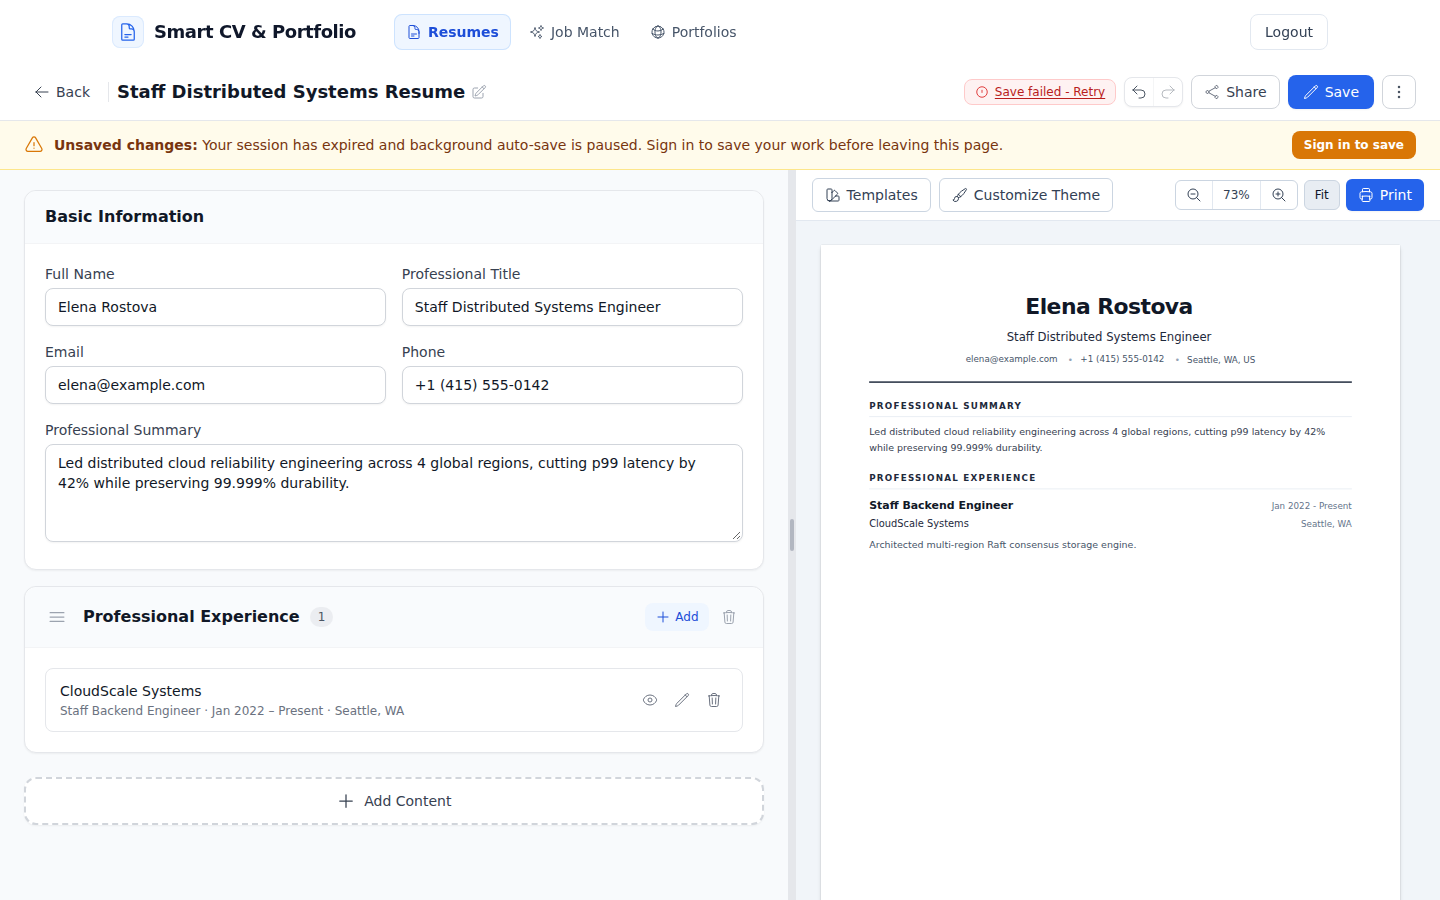 Smart CV & Portfolio
Resumes
Job Match
Portfolios
Logout
Back
Staff Distributed Systems Resume
Save failed - Retry
Share
Save
Unsaved changes: Your session has expired and background auto-save is paused. Sign in to save your work before leaving this page.
Sign in to save
Basic Information
Full Name
Professional Title
Elena Rostova
Staff Distributed Systems Engineer
Email
Phone
elena@example.com
+1 (415) 555-0142
Professional Summary
Led distributed cloud reliability engineering across 4 global regions, cutting p99 latency by
42% while preserving 99.999% durability.
Professional Experience
1
Add
CloudScale Systems
Staff Backend Engineer · Jan 2022 – Present · Seattle, WA
Add Content
Templates
Customize Theme
73%
Fit
Print
Elena Rostova
Staff Distributed Systems Engineer
elena@example.com • +1 (415) 555-0142 • Seattle, WA, US
PROFESSIONAL SUMMARY
Led distributed cloud reliability engineering across 4 global regions, cutting p99 latency by 42%
while preserving 99.999% durability.
PROFESSIONAL EXPERIENCE
Staff Backend Engineer
Jan 2022 - Present
CloudScale Systems
Seattle, WA
Architected multi-region Raft consensus storage engine.